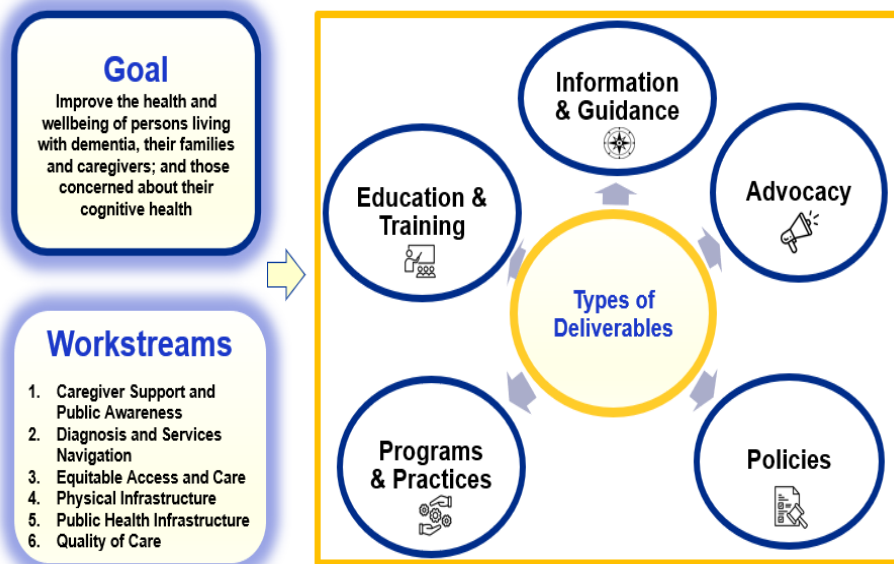 Goal
Improve the health and
wellbeing of persons living
with dementia, their families
and caregivers; and those
concerned about their
cognitive health
Workstreams
1. Caregiver Support and
Public Awareness
2. Diagnosis and Services
Navigation
3. Equitable Access and Care
4. Physical Infrastructure
5. Public Health Infrastructure
6. Quality of Care
Information
& Guidance
Education &
Training
Advocacy
Types of
Deliverables
Programs
& Practices
Policies